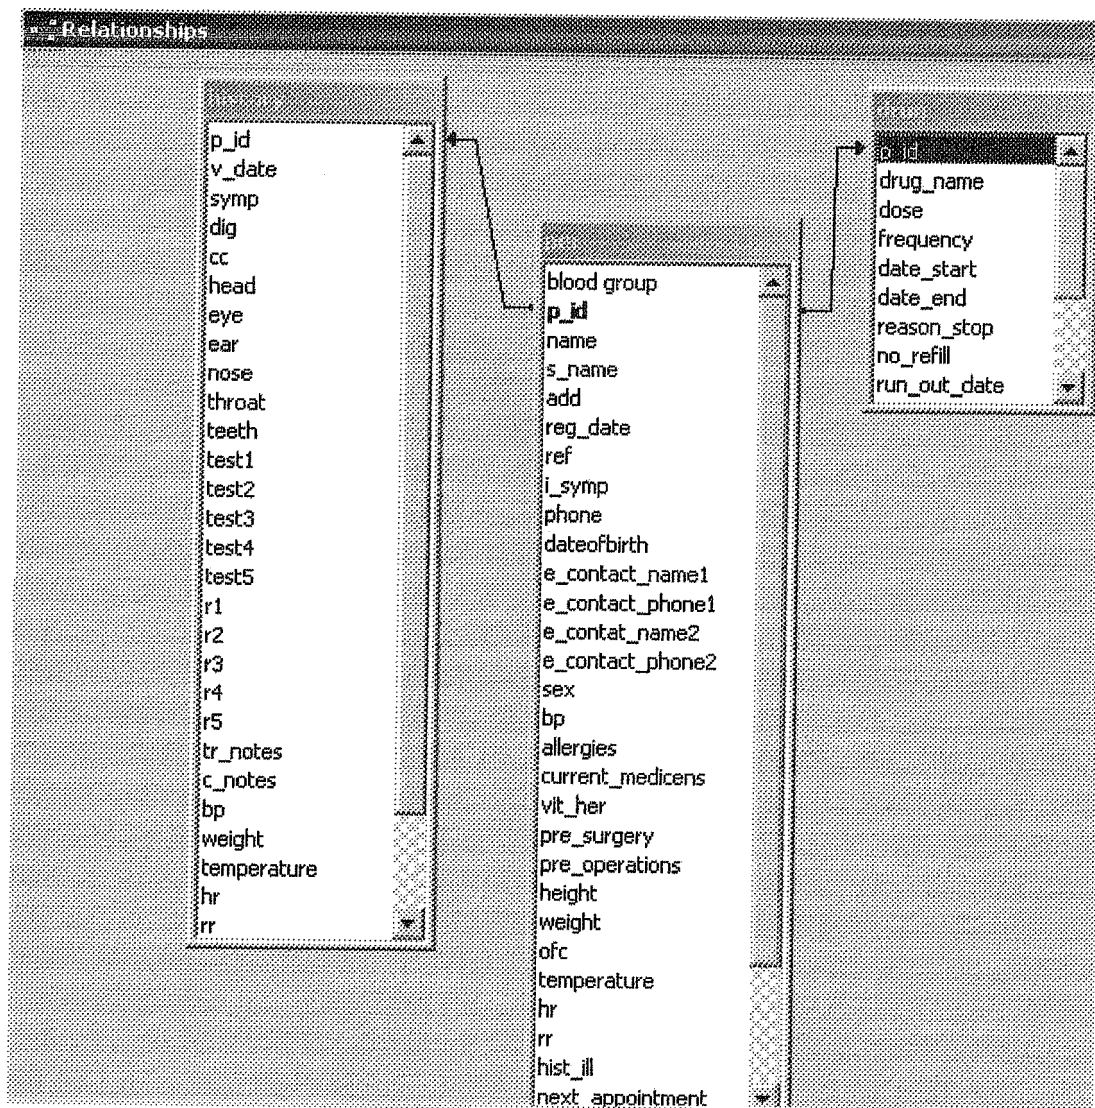 Relationships
p_id
v_date
symp
dig
cc
head
eye
ear
nose
throat
teeth
test1
test2
test3
test4
test5
r1
r2
r3
r4
r5
tr_notes
c_notes
bp
weight
temperature
hr
rr
blood group
p_id
name
s_name
add
reg_date
ref
i_symp
phone
dateofbirth
e_contact_name1
e_contact_phone1
e_contat_name2
e_contact_phone2
sex
bp
allergies
current_medicens
vit_her
pre_surgery
pre_operations
height
weight
ofc
temperature
hr
rr
hist_ill
next_appointment
p_id
drug_name
dose
frequency
date_start
date_end
reason_stop
no_refill
run_out_date